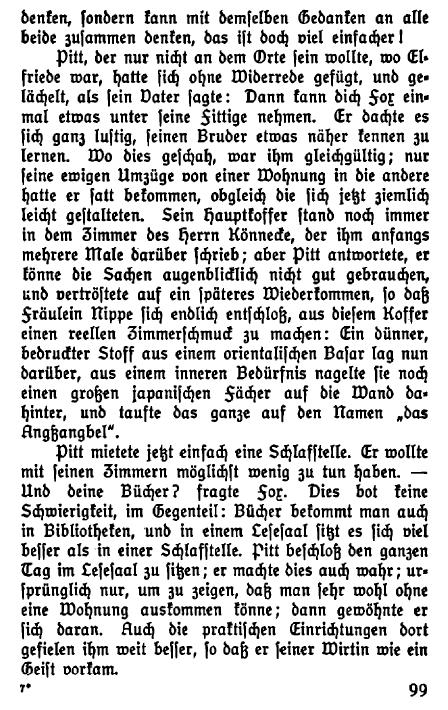 denken, sondern kann mit demselben Gedanken an alle
beide zusammen denken, das ist doch viel einfacher!
Pitt, der nur nicht an dem Orte sein wollte, wo El-
friede war, hatte sich ohne Widerrede gefügt, und ge-
lächelt, als sein Vater sagte: Dann kann dich Fox ein-
mal etwas unter seine Fittige nehmen. Er dachte es
sich ganz lustig, seinen Bruder etwas näher kennen zu
lernen. Wo dies geschah, war ihm gleichgültig; nur
seine ewigen Umzüge von einer Wohnung in die andere
hatte er satt bekommen, obgleich die sich jetzt ziemlich
leicht gestalteten. Sein Hauptkoffer stand noch immer
in dem Zimmer des Herrn Könnecke, der ihm anfangs
mehrere Male darüber schrieb; aber Pitt antwortete, er
könne die Sachen augenblicklich nicht gut gebrauchen,
und vertröstete auf ein späteres Wiederkommen, so daß
Fräulein Nippe sich endlich entschloß, aus diesem Koffer
einen reellen Zimmerschmuck zu machen: Ein dünner,
bedruckter Stoff aus einem orientalischen Basar lag nun
darüber, aus einem inneren Bedürfnis nagelte sie noch
einen großen japanischen Fächer auf die Wand da-
hinter, und taufte das ganze auf den Namen „das
Angßangbel“.
Pitt mietete jetzt einfach eine Schlafstelle. Er wollte
mit seinen Zimmern möglichst wenig zu tun haben. —
Und deine Bücher? fragte Fox. Dies bot keine
Schwierigkeit, im Gegenteil: Bücher bekommt man auch
in Bibliotheken, und in einem Lesesaal sitzt es sich viel
besser als in einer Schlafstelle. Pitt beschloß den ganzen
Tag im Lesesaal zu sitzen; er machte dies auch wahr; ur-
sprünglich nur, um zu zeigen, daß man sehr wohl ohne
eine Wohnung auskommen könne; dann gewöhnte er
sich daran. Auch die praktischen Einrichtungen dort
gefielen ihm weit besser, so daß er seiner Wirtin wie ein
Geist vorkam.
7* 99